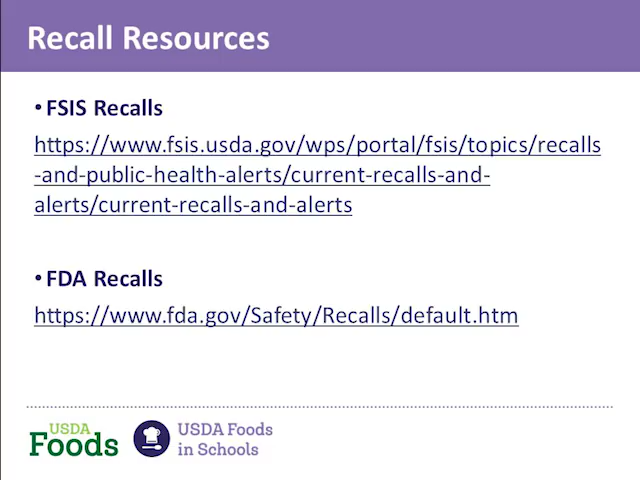 Recall Resources
• FSIS Recalls
https://www.fsis.usda.gov/wps/portal/fsis/topics/recalls
-and-public-health-alerts/current-recalls-and-
alerts/current-recalls-and-alerts
• FDA Recalls
https://www.fda.gov/Safety/Recalls/default.htm
USDA
Foods
USDA Foods
in Schools